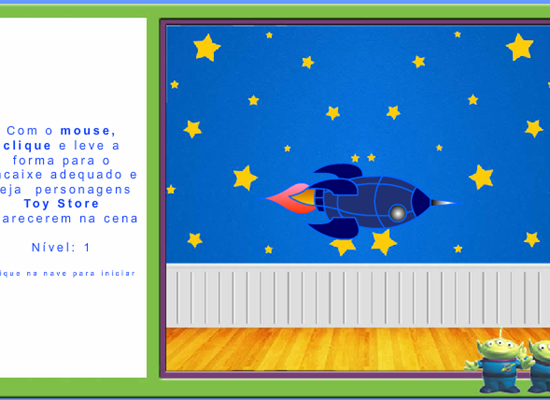 Com o mouse,
clique e leve a
forma para o
ncaixe adequado e
eja personagens
Toy Store
parecerem na cena
Nível: 1
ique na nave para iniciar